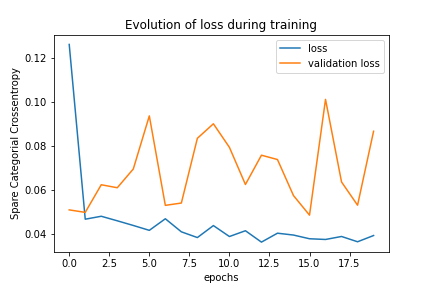 Evolution of loss during training
loss
validation loss
Spare Categorial Crossentropy
0.12
0.10
0.08
0.06
0.04
0.0
2.5
5.0
7.5
10.0
12.5
15.0
17.5
epochs